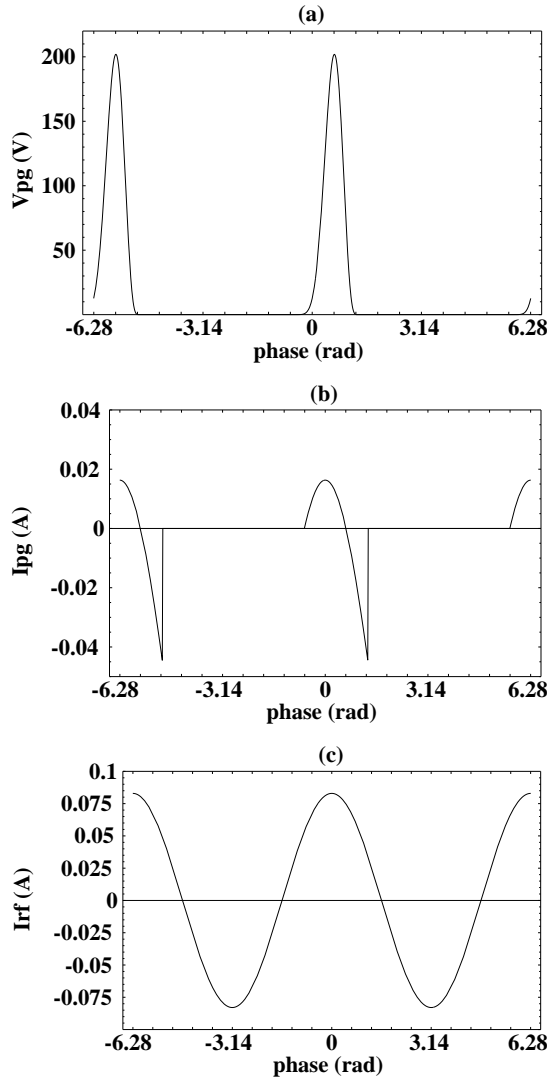 (a)
Vpg (V)
200
150
100
50
-6.28 -3.14 0 3.14 6.28
phase (rad)
(b)
Ipg (A)
0.04
0.02
0
-0.02
-0.04
-6.28 -3.14 0 3.14 6.28
phase (rad)
(c)
Irf (A)
0.1
0.075
0.05
0.025
0
-0.025
-0.05
-0.075
-6.28 -3.14 0 3.14 6.28
phase (rad)